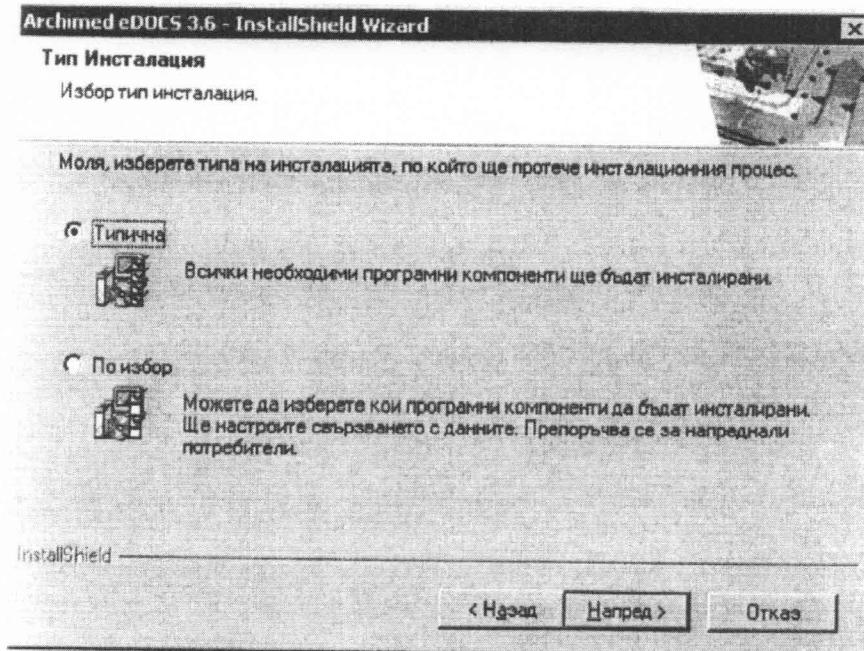 Archimed eDOCS 3.6 - InstallShield Wizard
Тип Инсталация
Избор тип инсталация.
Моля, изберете типа на инсталацията, по който ще протече инсталационния процес.
Типична
Всички необходими програмни компоненти ще бъдат инсталирани.
По избор
Можете да изберете кои програмни компоненти да бъдат инсталирани.
Ще настроите свързването с данните. Препоръчва се за напреднали
потребители.
InstallShield
< Назад
Напред >
Отказ